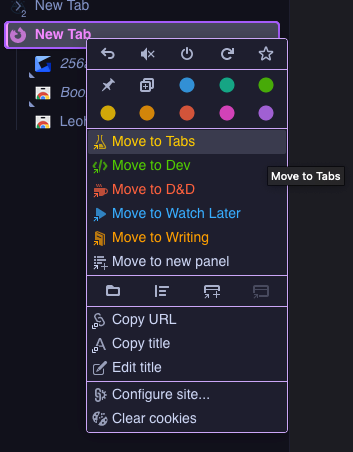 2
New Tab
New Tab
256
Boo
Leoh
Move to Tabs
Move to Dev
Move to D&D
Move to Tabs
Move to Watch Later
Move to Writing
Move to new panel
Copy URL
Copy title
Edit title
Configure site...
Clear cookies